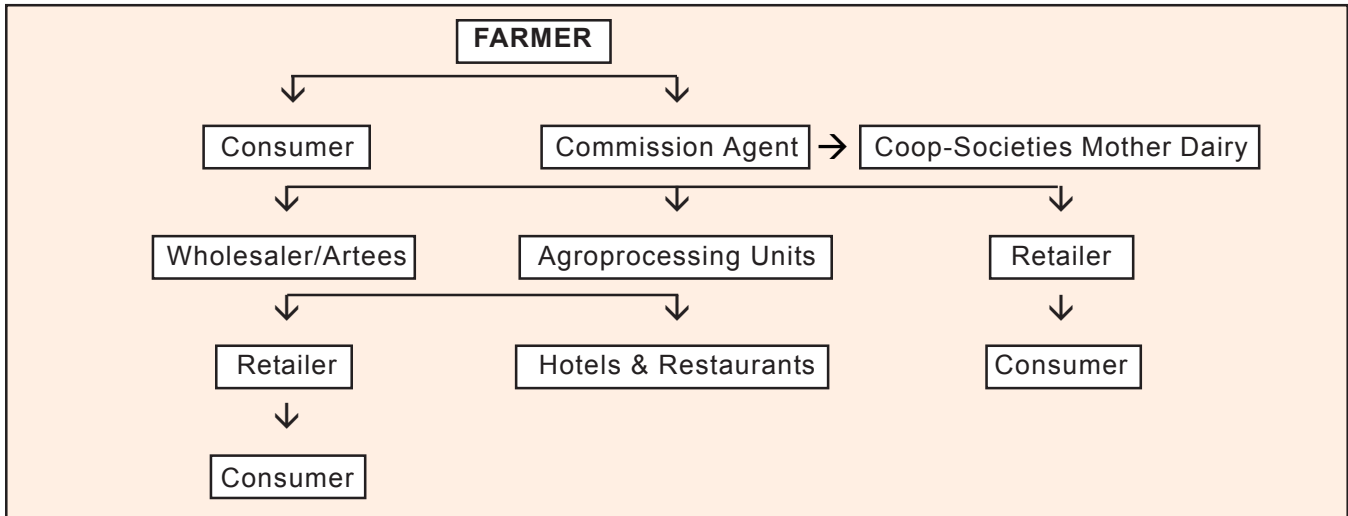 FARMER
Consumer
Commission Agent → Coop-Societies Mother Dairy
Wholesaler/Artees
Agroprocessing Units
Retailer
Retailer
Hotels & Restaurants
Consumer
Consumer